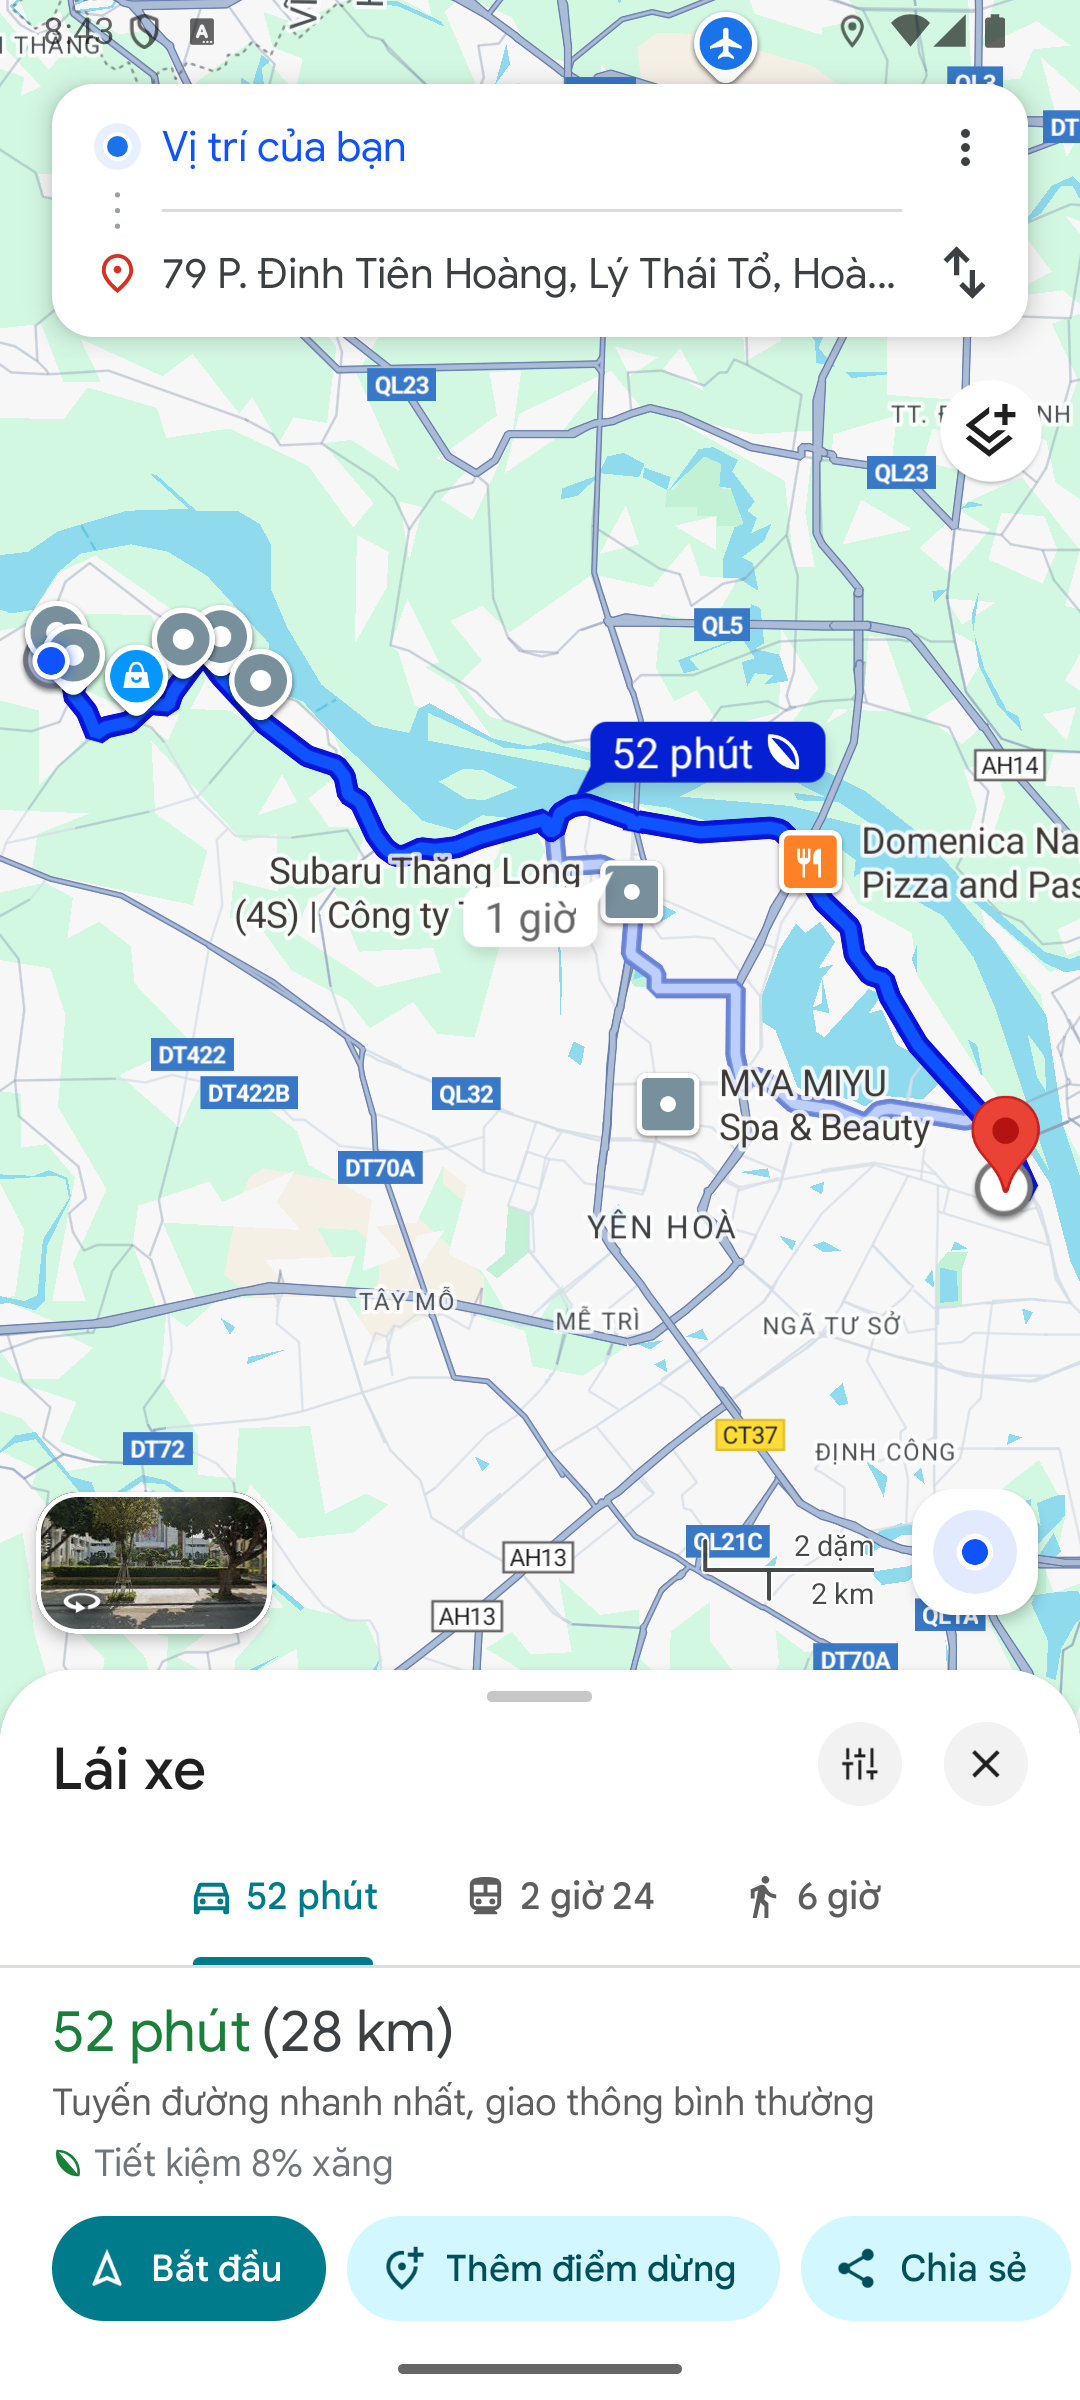 8:43
THẮNG
QL3
DT
Vị trí của bạn
79 P. Đinh Tiên Hoàng, Lý Thái Tổ, Hoà...
QL23
TT.
NH
QL23
QL5
52 phút
AH14
Domenica Na
Pizza and Pas
Subaru Thăng Long
(4S) | Công ty
1 giờ
DT422
DT422B
QL32
MYA MIYU
Spa & Beauty
DT70A
YÊN HOÀ
TÂY MỖ
MỄ TRÌ
NGÃ TƯ SỞ
CT37
DT72
ĐỊNH CÔNG
QL21C
2 dặm
AH13
2 km
AH13
QL1A
DT70A
Lái xe
52 phút
2 giờ 24
6 giờ
52 phút (28 km)
Tuyến đường nhanh nhất, giao thông bình thường
Tiết kiệm 8% xăng
Bắt đầu
Thêm điểm dừng
Chia sẻ